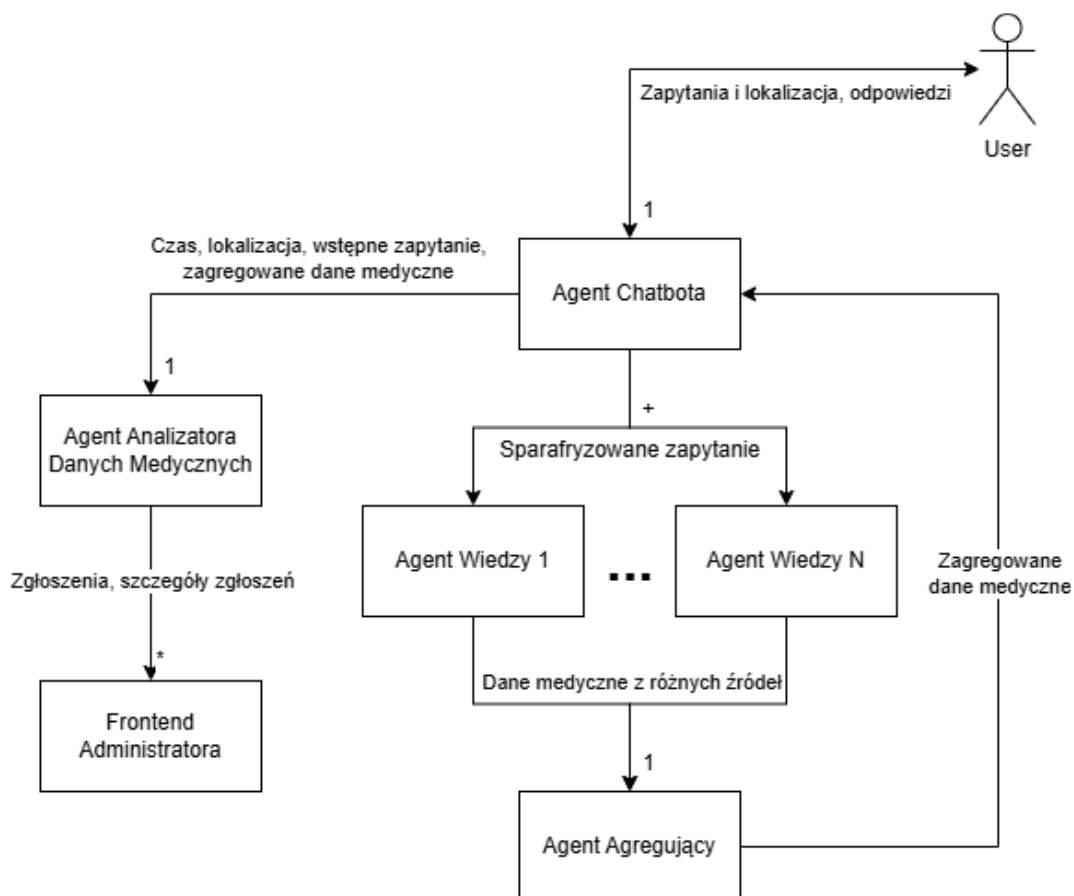 Zapytania i lokalizacja, odpowiedzi
User
1
Czas, lokalizacja, wstępne zapytanie,
zagregowane dane medyczne
Agent Chatbota
1
Agent Analizatora
Danych Medycznych
+
Sparafryzowane zapytanie
Agent Wiedzy 1
...
Agent Wiedzy N
Zagregowane
dane medyczne
Zgłoszenia, szczegóły zgłoszeń
*
Dane medyczne z różnych źródeł
Frontend
Administratora
1
Agent Agregujący